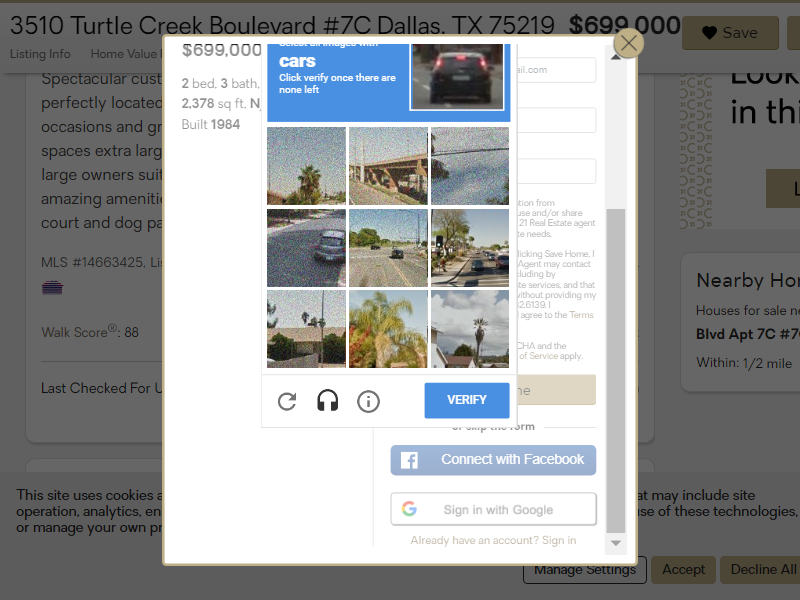 3510 Turtle Creek Boulevard #7C Dallas, TX 75219 $699,000
Save
Listing Info
Home Value
$699,000
2 bed, 3 bath,
2,378 sq ft,
Built 1984
Select all images with
cars
Click verify once there are
none left
VERIFY
ail.com
tion from
use and/or share
21 Real Estate agent
te needs.
licking Save Home, I
Agent may contact
cluding by
te services, and that
without providing my
2.6139. I
agree to the Terms
CHA and the
of Service apply.
me
or skip the form
Connect with Facebook
Sign in with Google
Already have an account? Sign in
Spectacular cust
perfectly located
occasions and gr
spaces extra larg
large owners suit
amazing ameniti
court and dog pa
MLS #14663425, Lis
Walk Score®: 88
Last Checked For U
Look
in thi
L
Nearby Hor
Houses for sale ne
Blvd Apt 7C #7
Within: 1/2 mile
This site uses cookies a
operation, analytics, en
or manage your own pr
at may include site
use of these technologies,
Manage Settings
Accept
Decline All